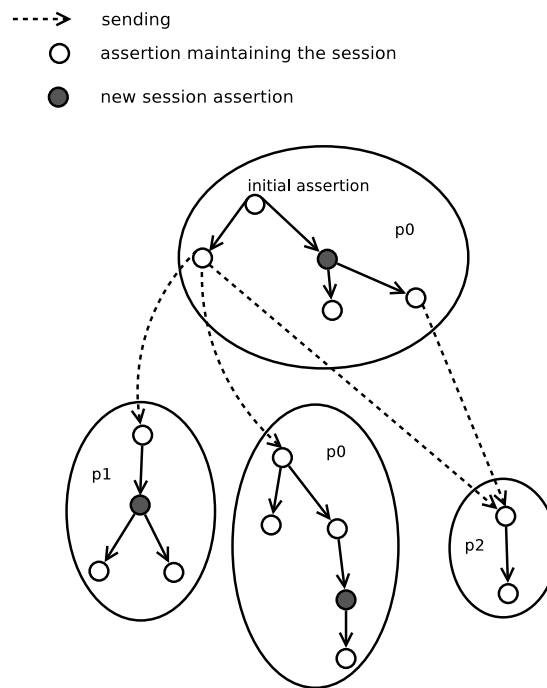 sending
assertion maintaining the session
new session assertion
initial assertion
p0
p1
p0
p2